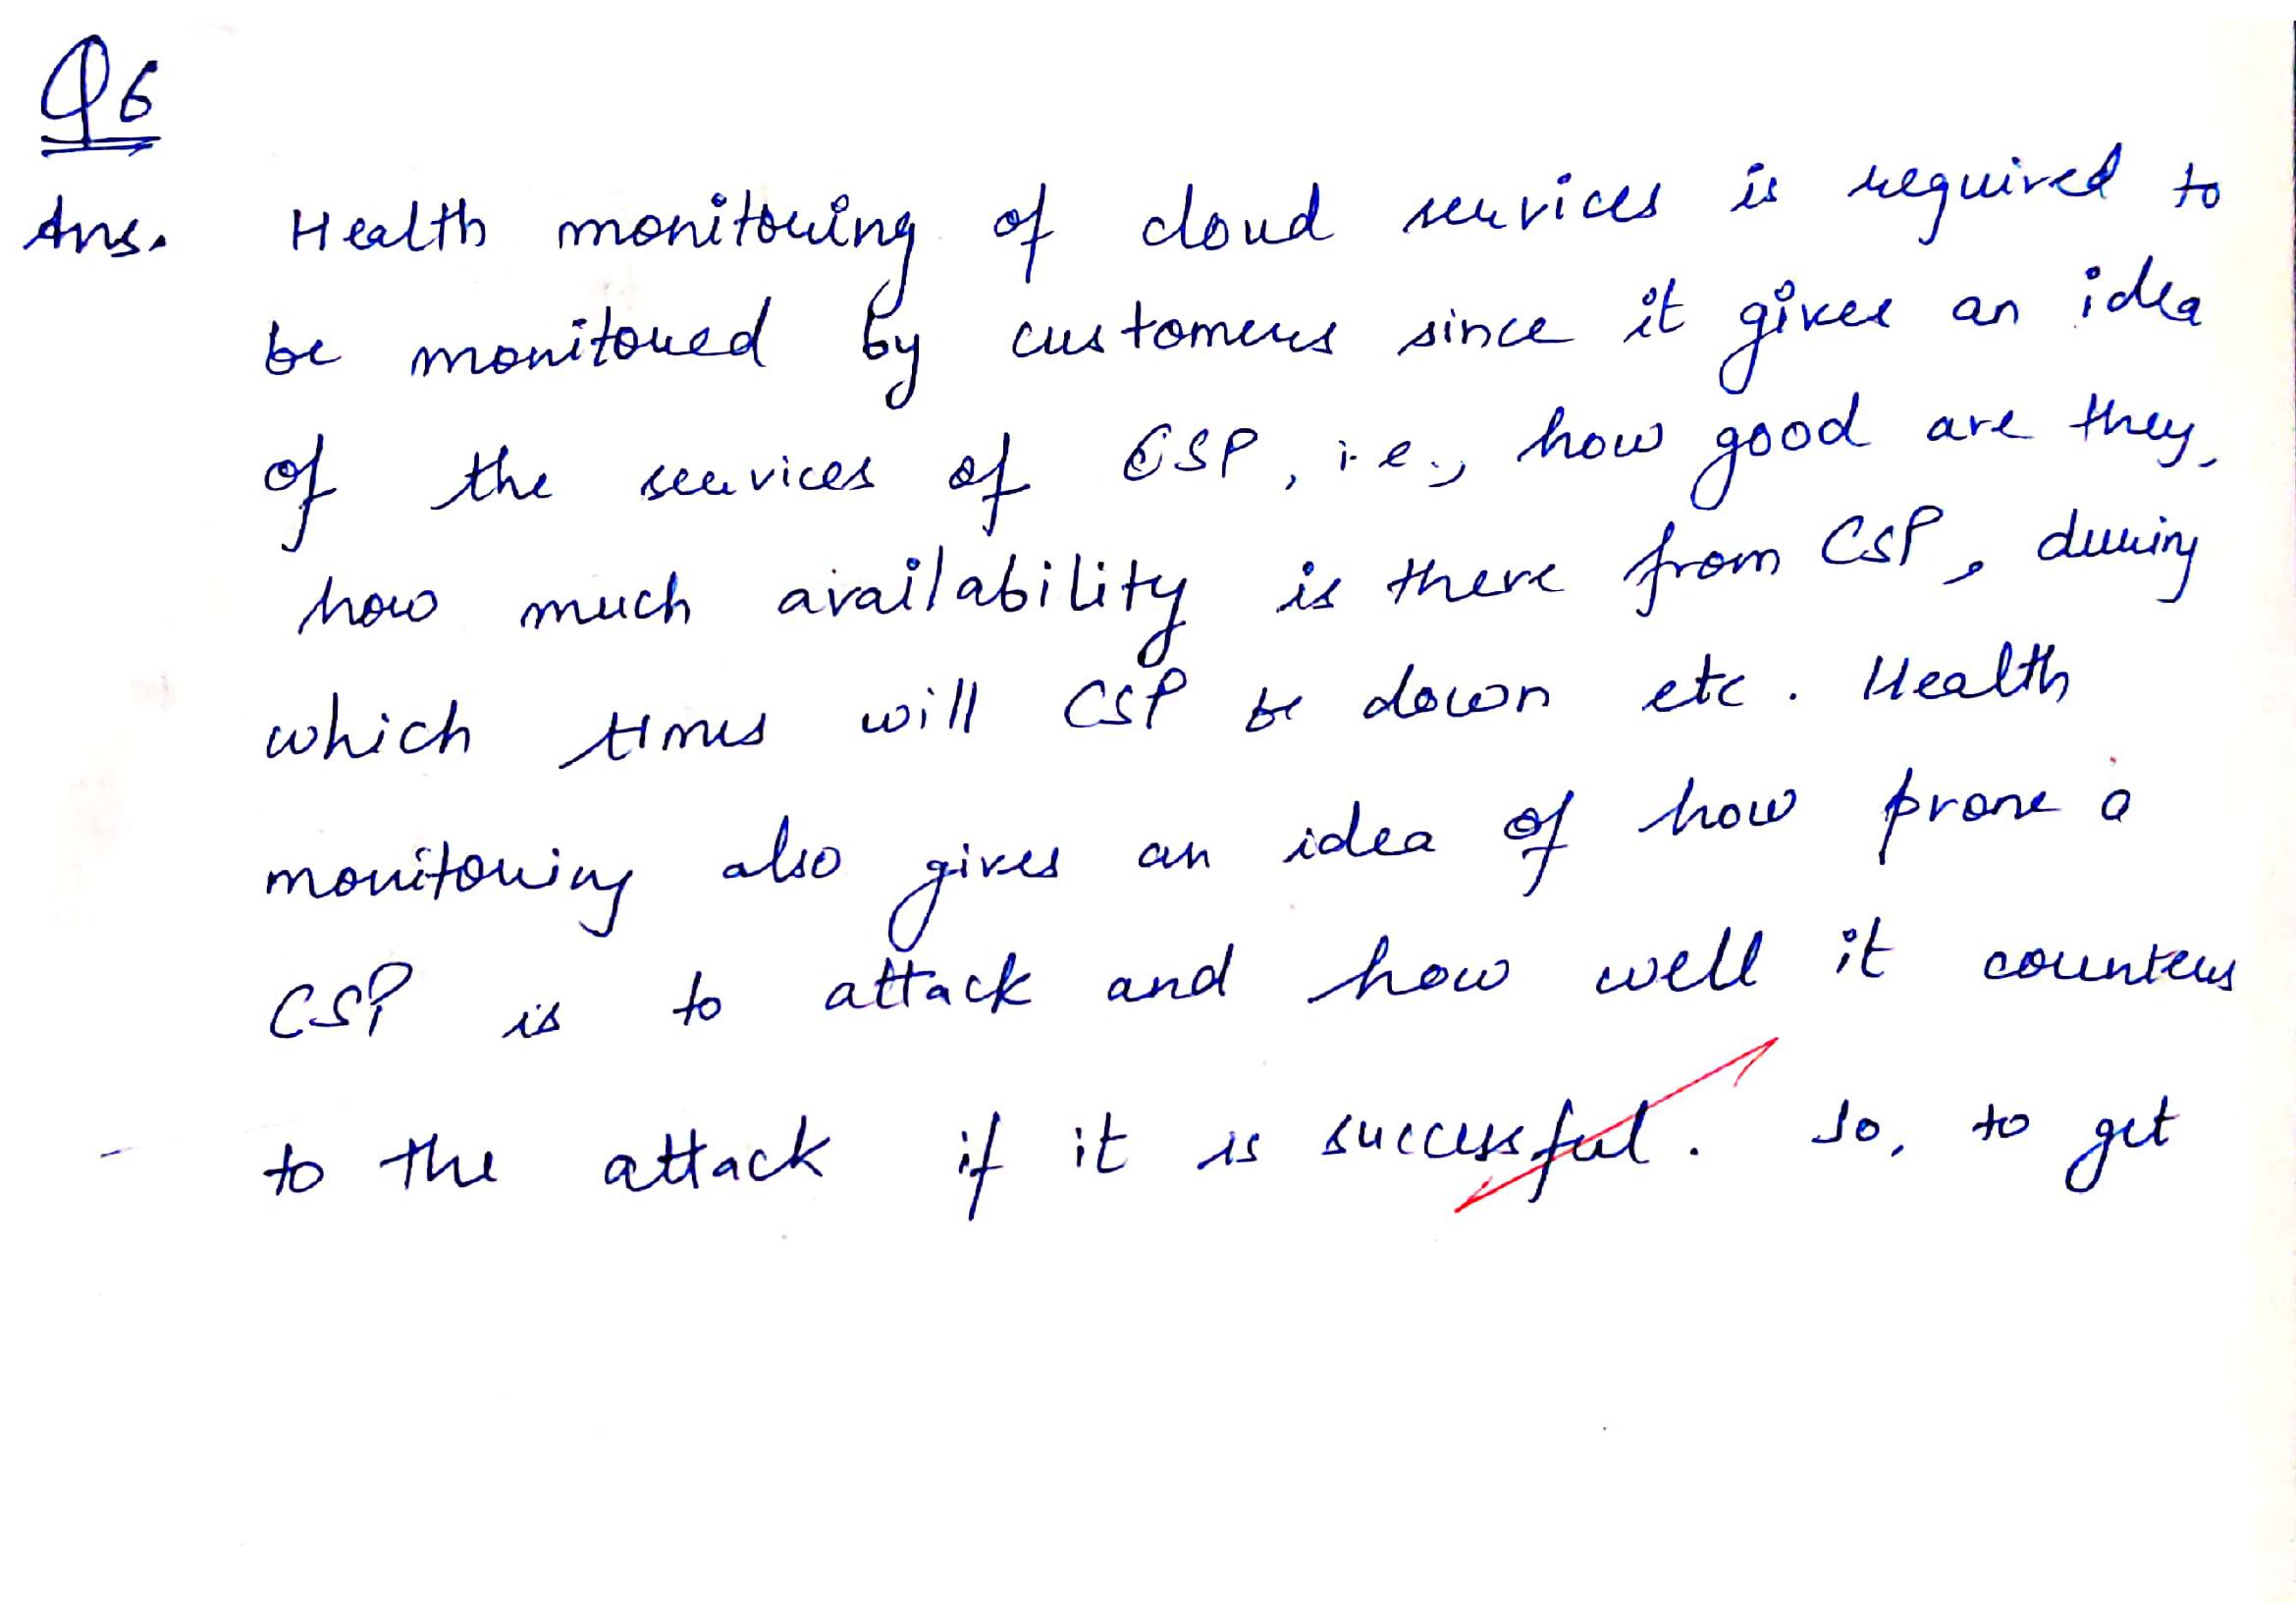 Q6
Ans. Health monitoring of cloud services is required to
be monitored by customers since it gives an idea
of the services of CSP, i.e., how good are they,
how much availability is there from CSP, during
which times will CSP be down etc. Health
monitoring also gives an idea of how prone a
CSP is to attack and how well it counters
to the attack if it is successful. So, to get